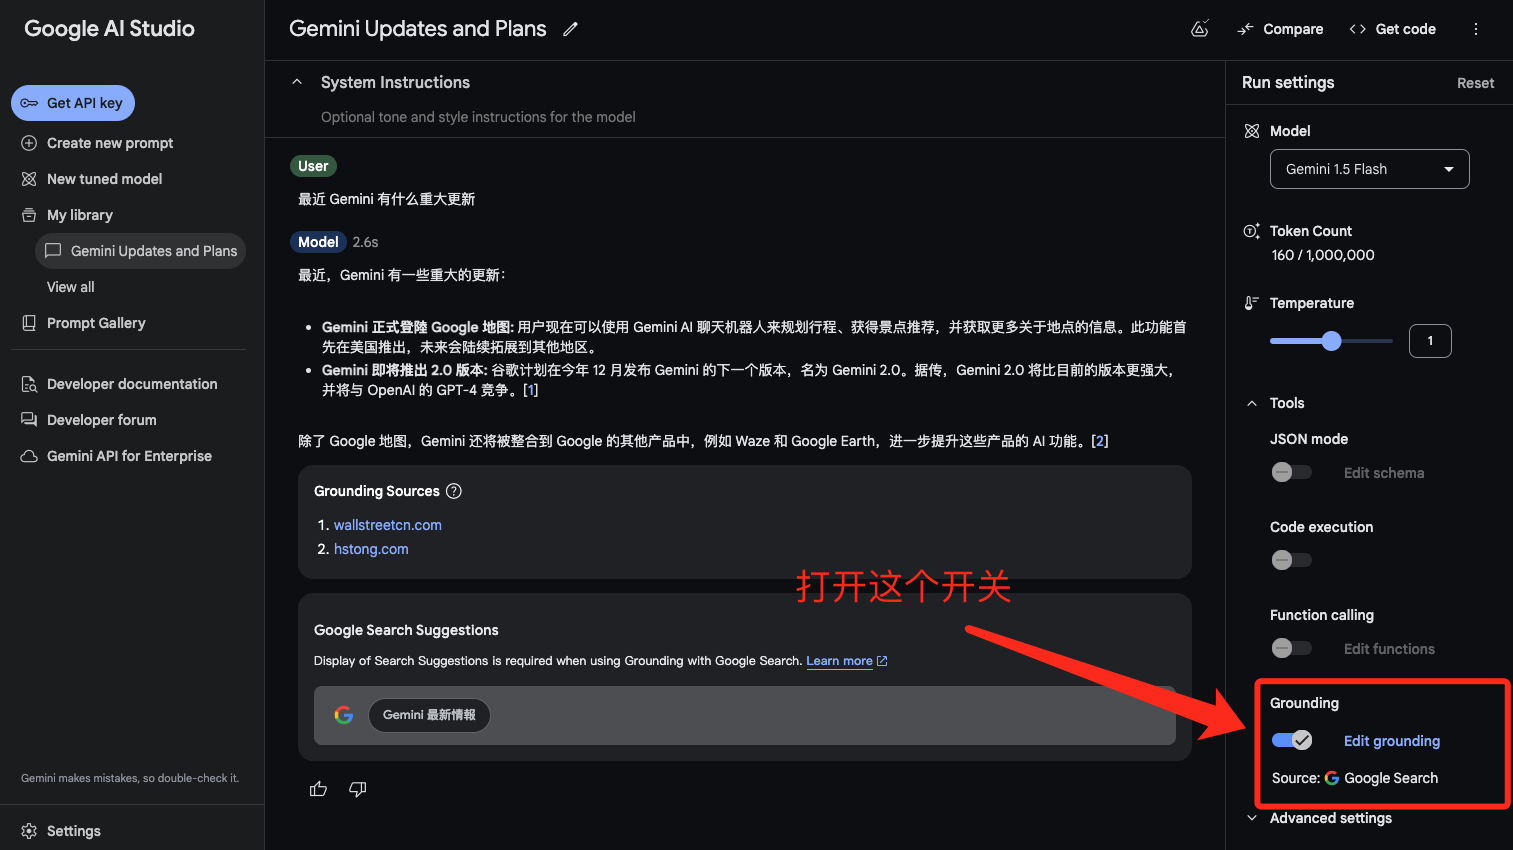 Google AI Studio
Get API key
Create new prompt
New tuned model
My library
Gemini Updates and Plans
View all
Prompt Gallery
Developer documentation
Developer forum
Gemini API for Enterprise
Gemini makes mistakes, so double-check it.
Settings
Gemini Updates and Plans
Compare
Get code
System Instructions
Optional tone and style instructions for the model
User
最近 Gemini 有什么重大更新
Model 2.6s
最近，Gemini 有一些重大的更新：
Gemini 正式登陸 Google 地图: 用户现在可以使用 Gemini AI 聊天机器人来规划行程、获得景点推荐，并获取更多关于地点的信息。此功能首
先在美国推出，未来会陆续拓展到其他地区。
Gemini 即将推出 2.0 版本: 谷歌计划在今年 12 月发布 Gemini 的下一个版本，名为 Gemini 2.0。据传，Gemini 2.0 将比目前的版本更强大，
并将与 OpenAI 的 GPT-4 竞争。[1]
除了 Google 地图，Gemini 还将被整合到 Google 的其他产品中，例如 Waze 和 Google Earth，进一步提升这些产品的 AI 功能。[2]
Grounding Sources ?
1. wallstreetcn.com
2. hstong.com
打开这个开关
Google Search Suggestions
Display of Search Suggestions is required when using Grounding with Google Search. Learn more
Gemini 最新情報
Run settings
Reset
Model
Gemini 1.5 Flash
Token Count
160 / 1,000,000
Temperature
1
Tools
JSON mode
Edit schema
Code execution
Function calling
Edit functions
Grounding
Edit grounding
Source: Google Search
Advanced settings